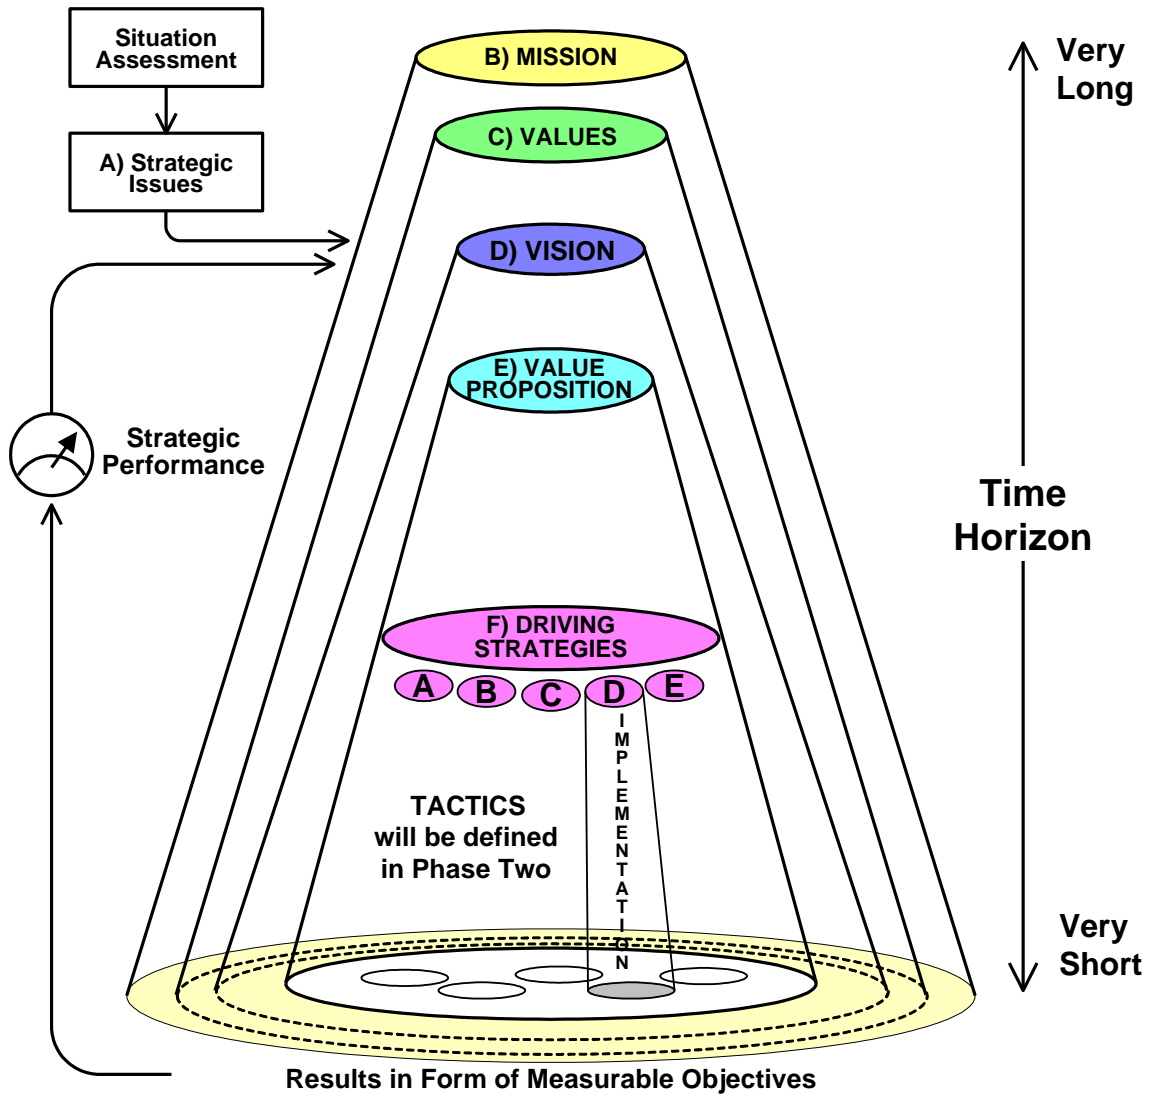 Situation
Assessment
A) Strategic
Issues
B) MISSION
C) VALUES
D) VISION
E) VALUE
PROPOSITION
Strategic
Performance
F) DRIVING
STRATEGIES
A B C D E
IMPLEMENTATION
TACTICS
will be defined
in Phase Two
Very
Long
Time
Horizon
Very
Short
Results in Form of Measurable Objectives